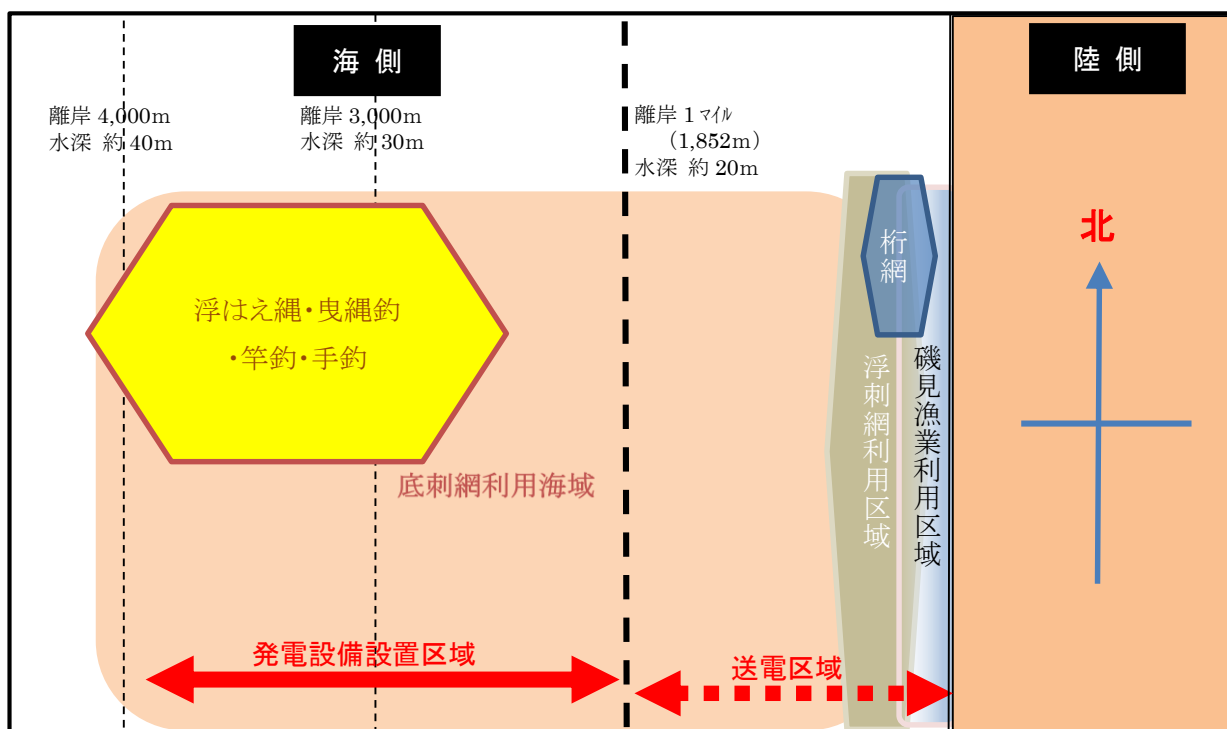 海 側
陸 側
離岸 4,000m
水深 約 40m
離岸 3,000m
水深 約 30m
離岸 1 マイル
(1,852m)
水深 約 20m
北
桁網
浮はえ縄・曳縄釣
・竿釣・手釣
浮刺網利用区域
磯見漁業利用区域
底刺網利用海域
発電設備設置区域
送電区域